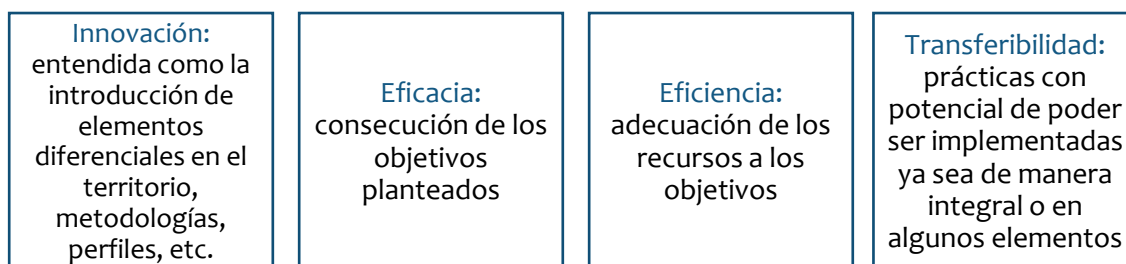 Innovación:
entendida como la
introducción de
elementos
diferenciales en el
territorio,
metodologías,
perfiles, etc.
Eficacia:
consecución de los
objetivos
planteados
Eficiencia:
adecuación de los
recursos a los
objetivos
Transferibilidad:
prácticas con
potencial de poder
ser implementadas
ya sea de manera
integral o en
algunos elementos